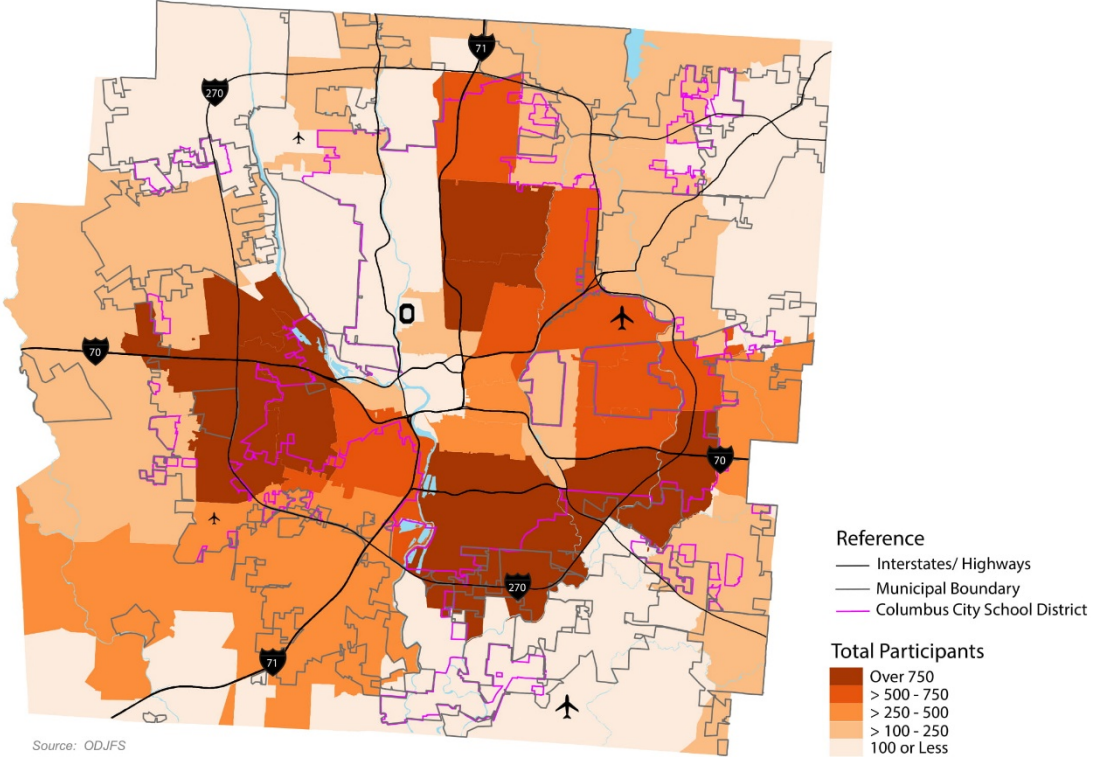 71
270
70
70
270
71
Reference
Interstates/ Highways
Municipal Boundary
Columbus City School District
Total Participants
Over 750
> 500 - 750
> 250 - 500
> 100 - 250
100 or Less
Source: ODJFS